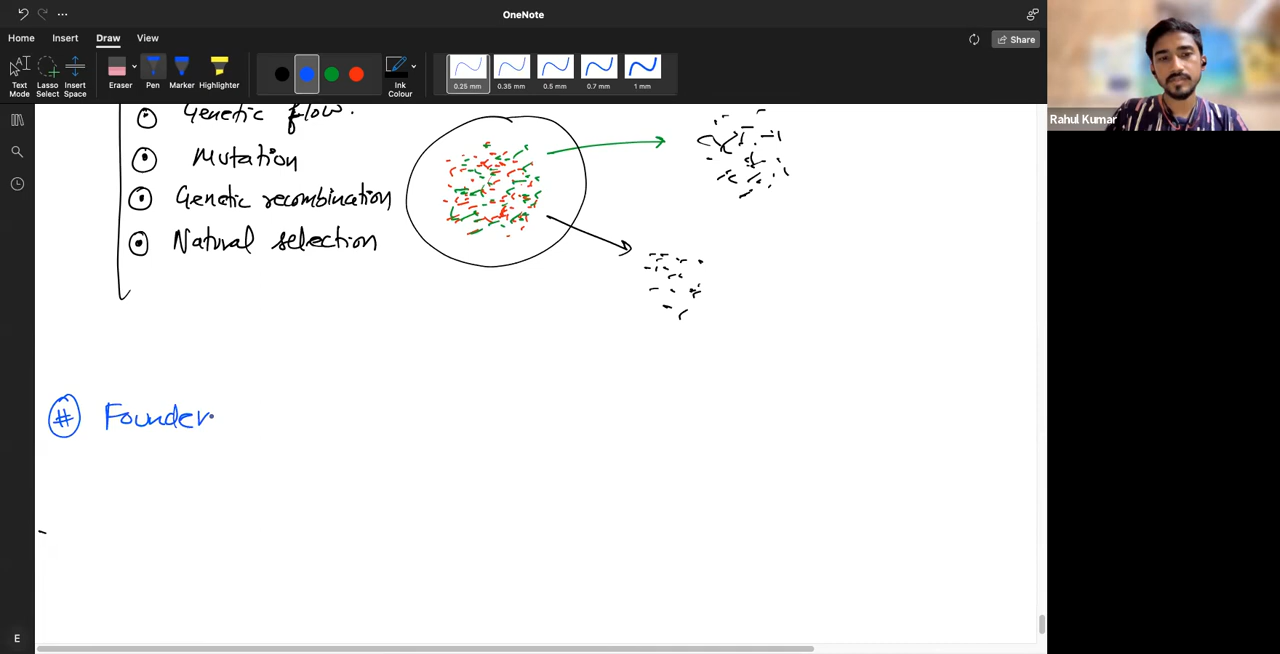 OneNote
Home Insert Draw View
Share
Text Mode
Lasso Select
Insert Space
Eraser
Pen
Marker
Highlighter
Ink Colour
0.25 mm
0.35 mm
0.5 mm
0.7 mm
1 mm
Rahul Kumar
Genetic flow.
Mutation
Genetic recombination
Natural selection
# Founder
E